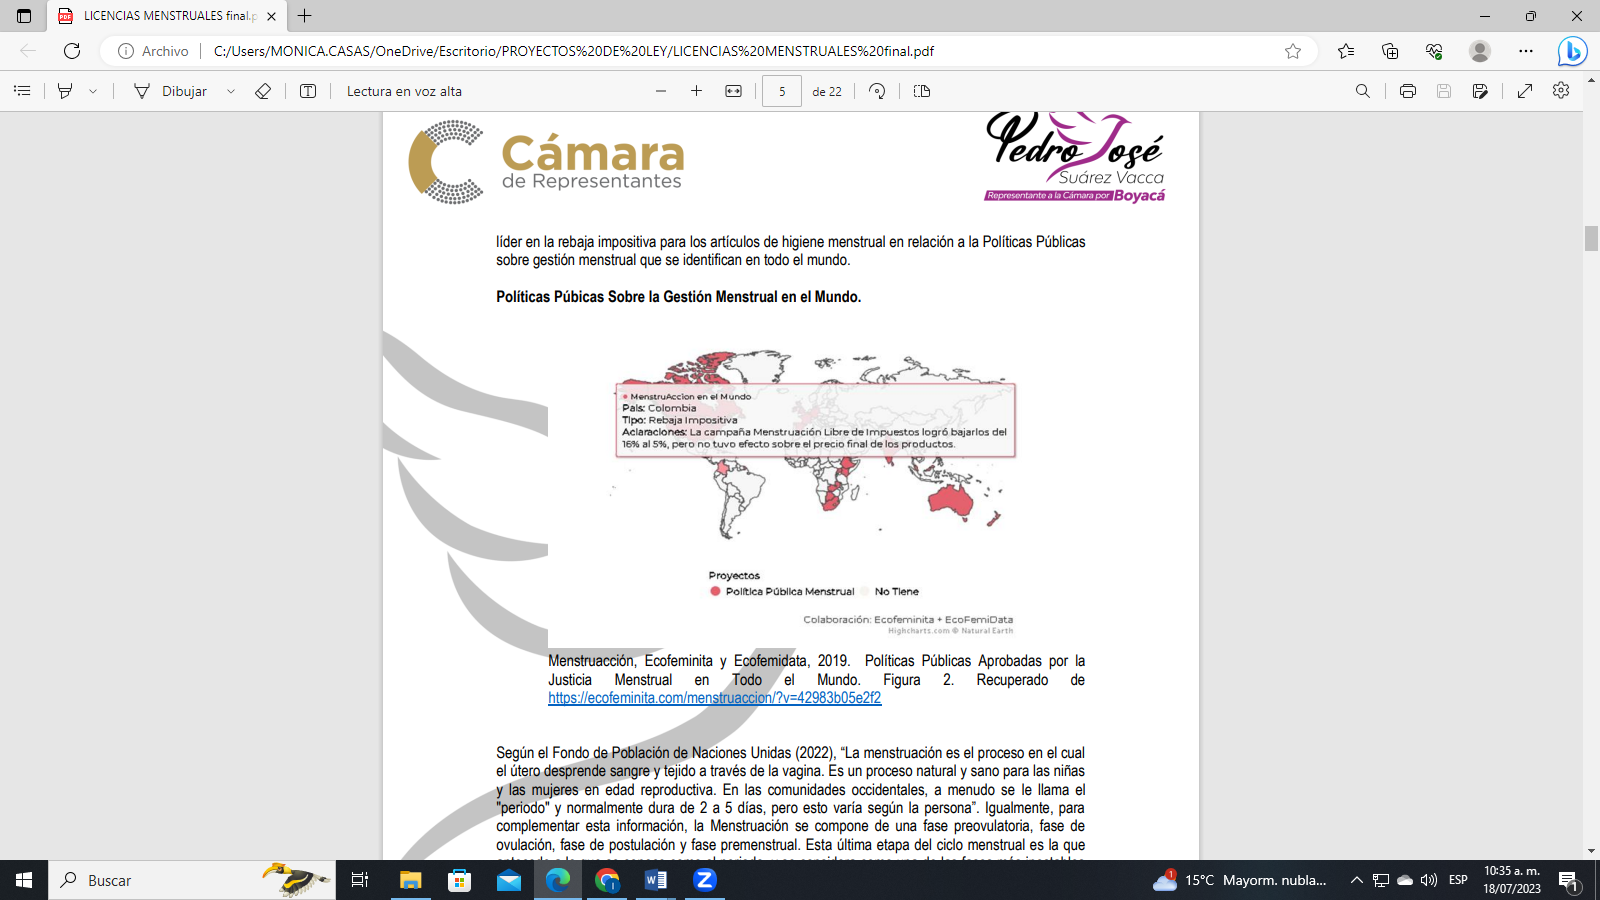 LICENCIAS MENSTRUALES final.p
Archivo
C:/Users/MONICA.CASAS/OneDrive/Escritorio/PROYECTOS%20DE%20LEY/LICENCIAS%20MENSTRUALES%20final.pdf
Dibujar
Lectura en voz alta
5
de 22
Cámara
de Representantes
Pedro José
Suárez Vacca
Representante a la Cámara por Boyacá
líder en la rebaja impositiva para los artículos de higiene menstrual en relación a la Políticas Públicas
sobre gestión menstrual que se identifican en todo el mundo.
Políticas Púbicas Sobre la Gestión Menstrual en el Mundo.
MenstruAccion en el Mundo
País: Colombia
Tipo: Rebaja Impositiva
Aclaraciones: La campaña Menstruación Libre de Impuestos logró bajarlos del
16% al 5%, pero no tuvo efecto sobre el precio final de los productos.
Proyectos
Política Pública Menstrual No Tiene
Colaboración: Ecofeminita + EcoFemiData
Highcharts.com © Natural Earth
Menstruacción, Ecofeminita y Ecofemidata, 2019. Políticas Públicas Aprobadas por la
Justicia Menstrual en Todo el Mundo. Figura 2. Recuperado de
https://ecofeminita.com/menstruaccion/?v=42983b05e2f2
Según el Fondo de Población de Naciones Unidas (2022), “La menstruación es el proceso en el cual
el útero desprende sangre y tejido a través de la vagina. Es un proceso natural y sano para las niñas
y las mujeres en edad reproductiva. En las comunidades occidentales, a menudo se le llama el
"periodo" y normalmente dura de 2 a 5 días, pero esto varía según la persona”. Igualmente, para
complementar esta información, la Menstruación se compone de una fase preovulatoria, fase de
ovulación, fase de postulación y fase premenstrual. Esta última etapa del ciclo menstrual es la que
Buscar
1
15°C Mayorm. nubla...
ESP
10:35 a. m.
18/07/2023
1